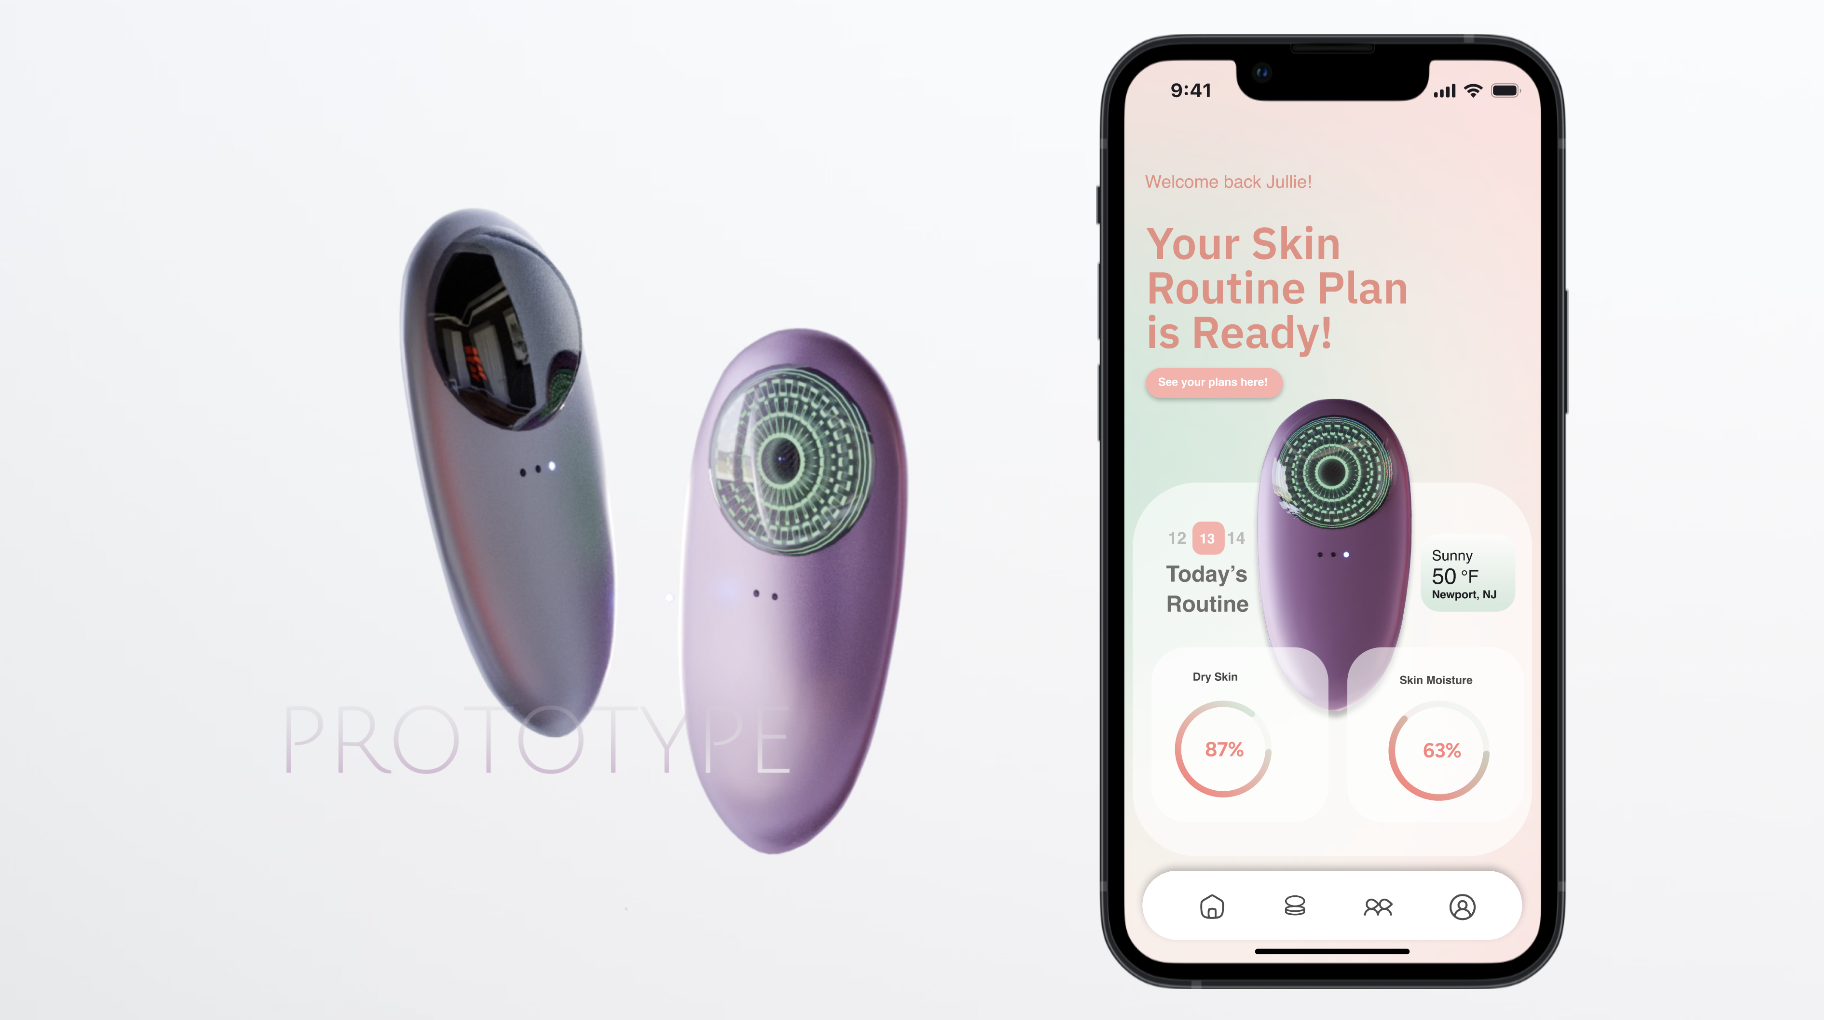 PROTOTYPE
9:41
Welcome back Jullie!
Your Skin
Routine Plan
is Ready!
See your plans here!
12 13 14
Today's
Routine
Sunny
50 °F
Newport, NJ
Dry Skin
87%
Skin Moisture
63%